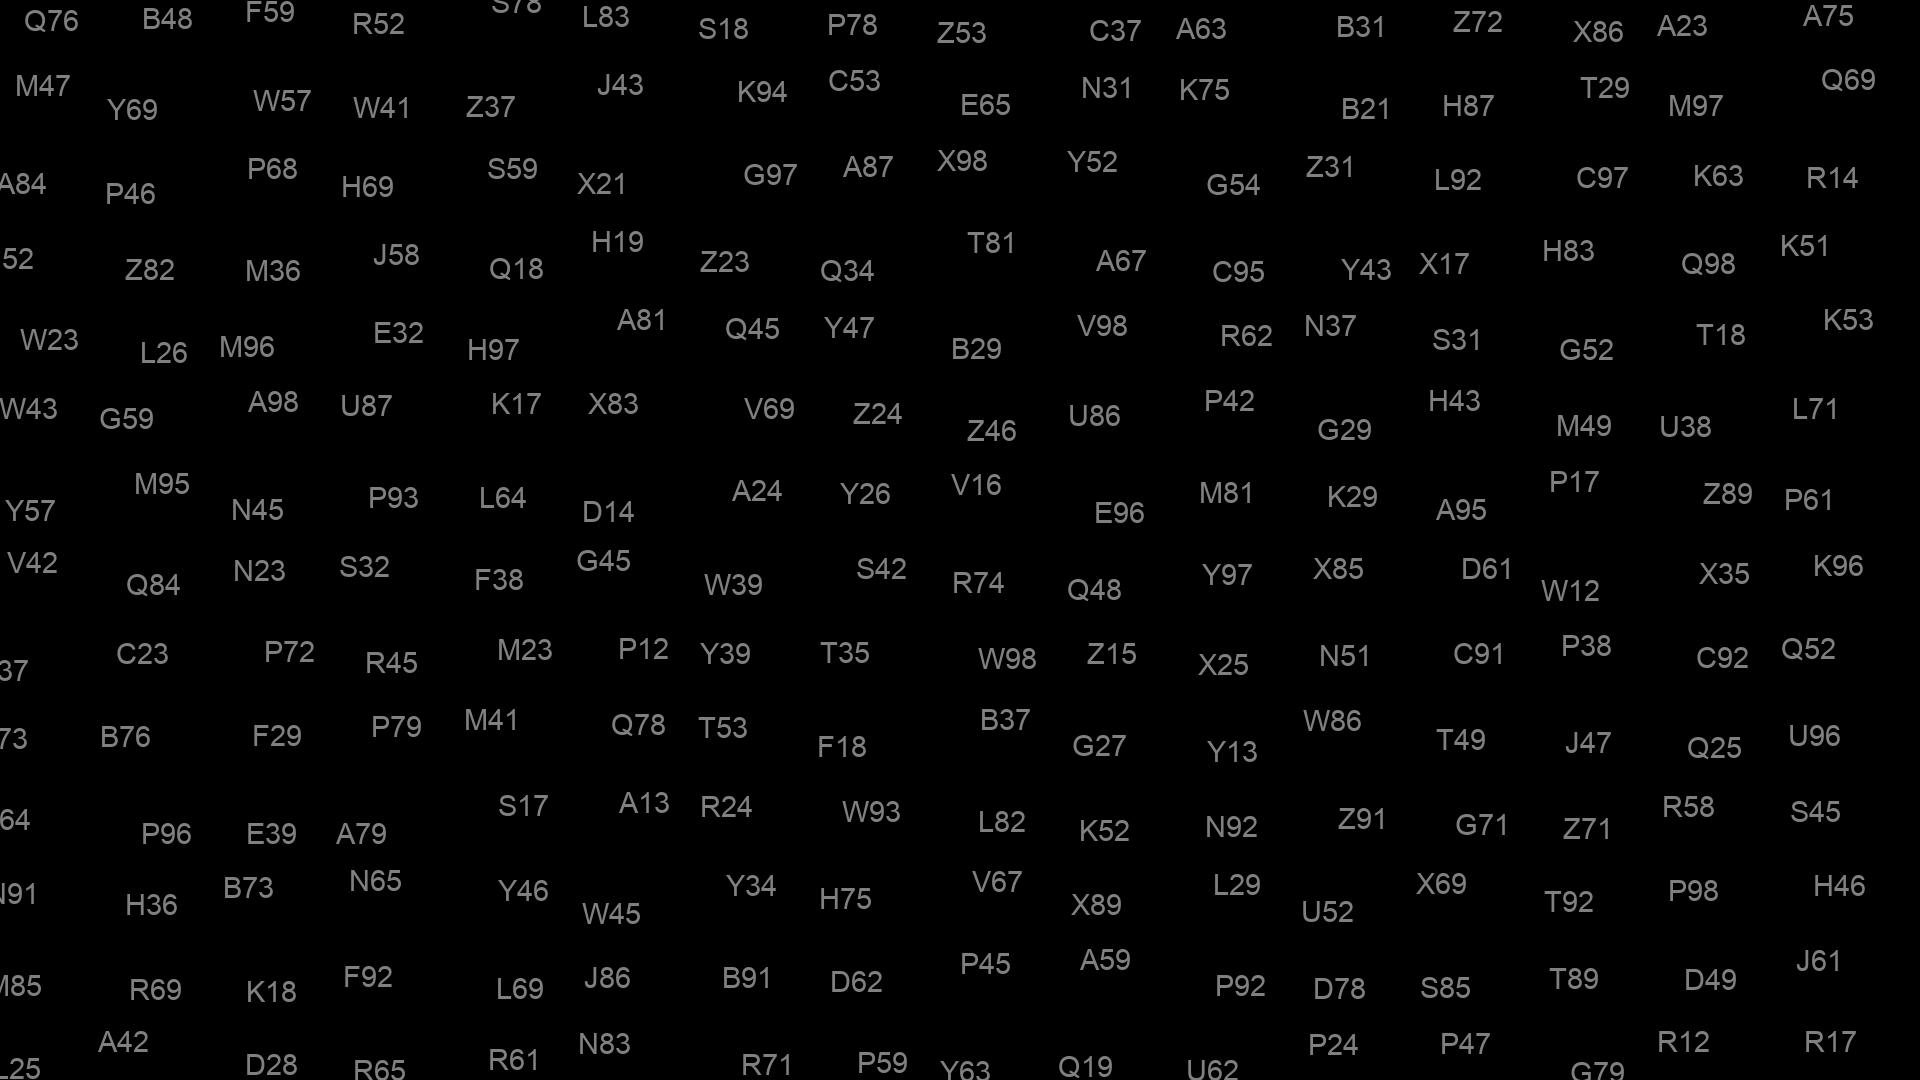 Q76 B48 F59 R52 S78 L83 S18 P78 Z53 C37 A63 B31 Z72 X86 A23 A75
M47 Y69 W57 W41 Z37 J43 K94 C53 E65 N31 K75 B21 H87 T29 M97 Q69
A84 P46 P68 H69 S59 X21 G97 A87 X98 Y52 G54 Z31 L92 C97 K63 R14
52 Z82 M36 J58 Q18 H19 Z23 Q34 T81 A67 C95 Y43 X17 H83 Q98 K51
W23 L26 M96 E32 H97 A81 Q45 Y47 B29 V98 R62 N37 S31 G52 T18 K53
W43 G59 A98 U87 K17 X83 V69 Z24 Z46 U86 P42 G29 H43 M49 U38 L71
Y57 M95 N45 P93 L64 D14 A24 Y26 V16 E96 M81 K29 A95 P17 Z89 P61
V42 Q84 N23 S32 F38 G45 W39 S42 R74 Q48 Y97 X85 D61 W12 X35 K96
37 C23 P72 R45 M23 P12 Y39 T35 W98 Z15 X25 N51 C91 P38 C92 Q52
73 B76 F29 P79 M41 Q78 T53 F18 B37 G27 Y13 W86 T49 J47 Q25 U96
64 P96 E39 A79 S17 A13 R24 W93 L82 K52 N92 Z91 G71 Z71 R58 S45
N91 H36 B73 N65 Y46 W45 Y34 H75 V67 X89 L29 U52 X69 T92 P98 H46
M85 R69 K18 F92 L69 J86 B91 D62 P45 A59 P92 D78 S85 T89 D49 J61
L25 A42 D28 R65 R61 N83 R71 P59 Y63 Q19 U62 P24 P47 G79 R12 R17